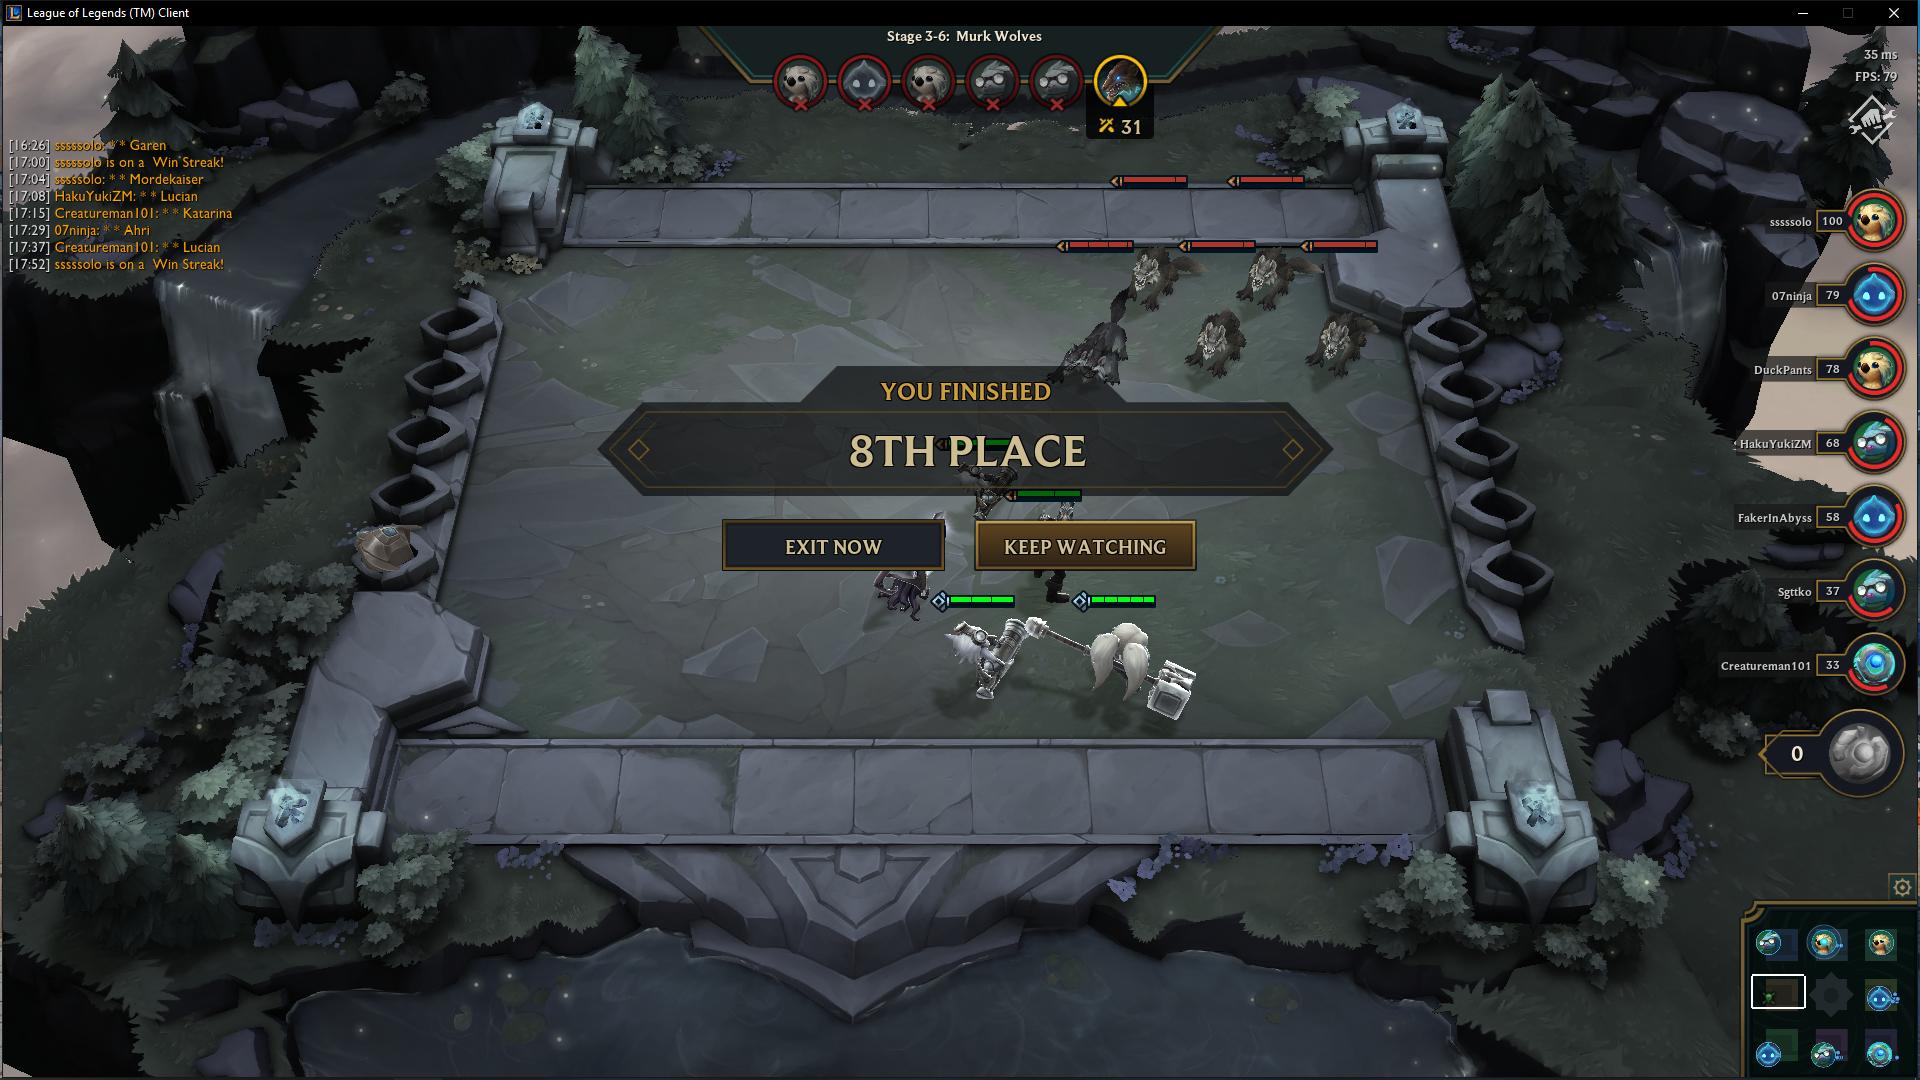 League of Legends (TM) Client
Stage 3-6: Murk Wolves
35 ms
FPS: 79
31
[16:26] sssssolo: * * Garen
[17:00] sssssolo is on a Win Streak!
[17:04] sssssolo: * * Mordekaiser
[17:08] HakuYukiZM: * * Lucian
[17:15] Creatureman101: * * Katarina
[17:29] 07ninja: * * Ahri
[17:37] Creatureman101: * * Lucian
[17:52] sssssolo is on a Win Streak!
sssssolo 100
07ninja 79
DuckPants 78
HakuYukiZM 68
FakerInAbyss 58
Sgttko 37
Creatureman101 33
0
YOU FINISHED
8TH PLACE
EXIT NOW
KEEP WATCHING